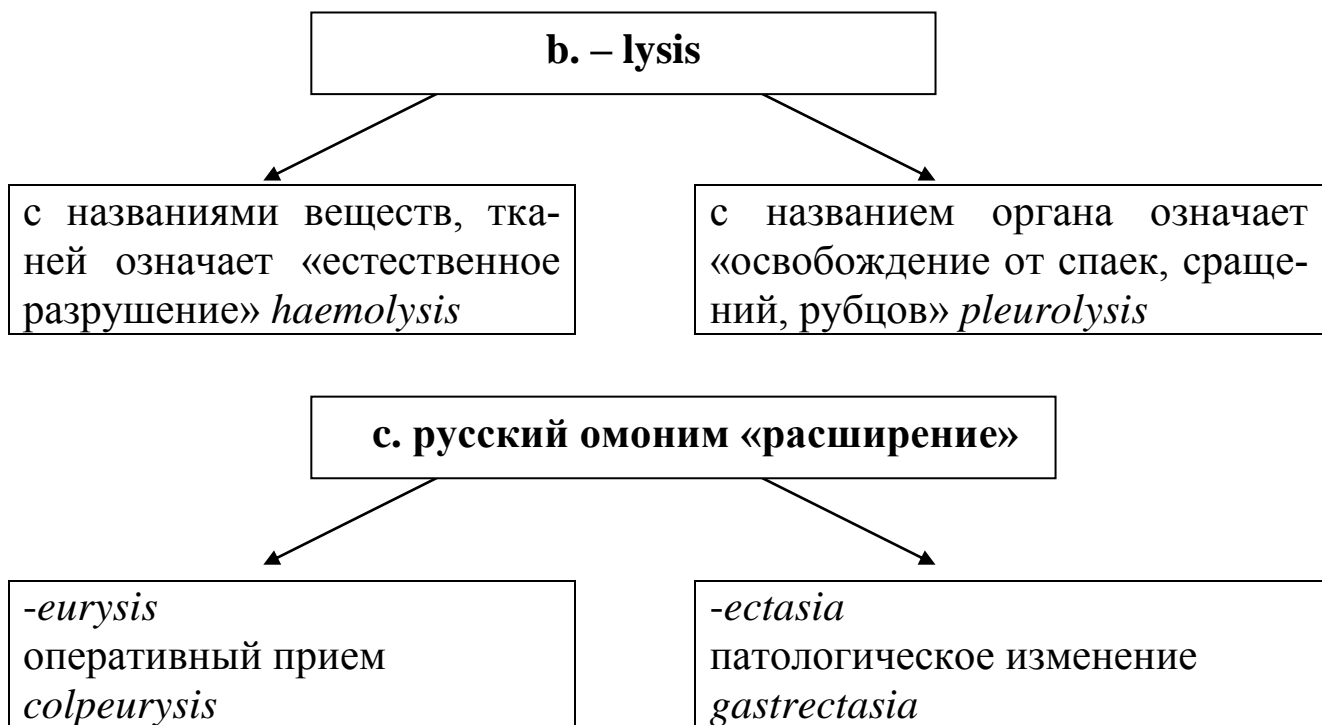 b. – lysis
с названиями веществ, тка-
ней означает «естественное
разрушение» haemolysis
с названием органа означает
«освобождение от спаек, сраще-
ний, рубцов» pleurolysis
с. русский омоним «расширение»
-eurysis
оперативный прием
colpeurysis
-ectasia
патологическое изменение
gastrectasia